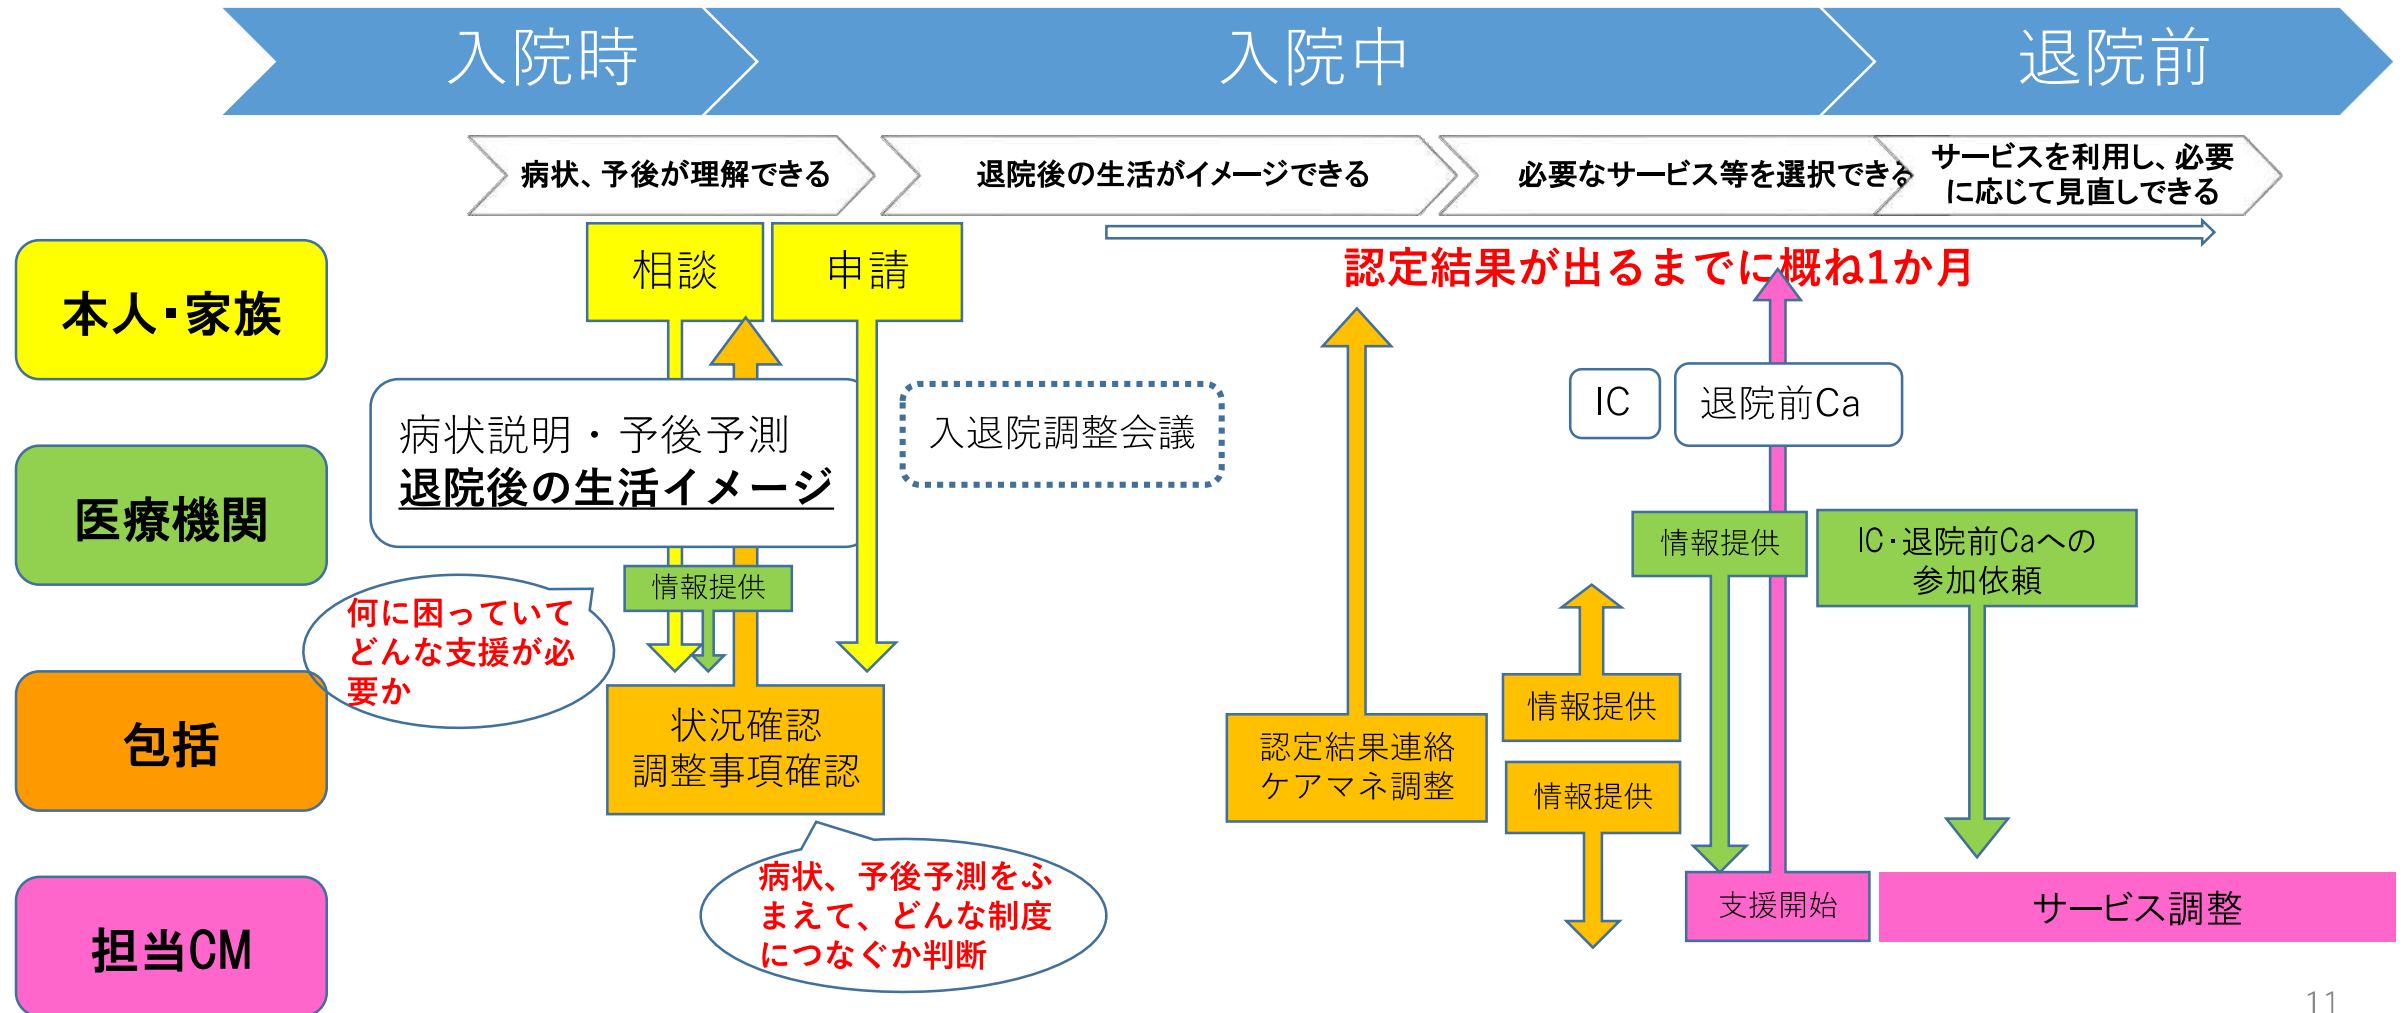 入院時
入院中
退院前
病状、予後が理解できる
退院後の生活がイメージできる
必要なサービス等を選択できる
サービスを利用し、必要
に応じて見直しできる
本人・家族
相談
申請
認定結果が出るまでに概ね1か月
医療機関
病状説明・予後予測
退院後の生活イメージ
入退院調整会議
IC
退院前Ca
情報提供
情報提供
IC・退院前Caへの
参加依頼
何に困っていて
どんな支援が必
要か
包括
状況確認
調整事項確認
認定結果連絡
ケアマネ調整
情報提供
情報提供
病状、予後予測をふ
まえて、どんな制度
につなぐか判断
担当CM
支援開始
サービス調整
11